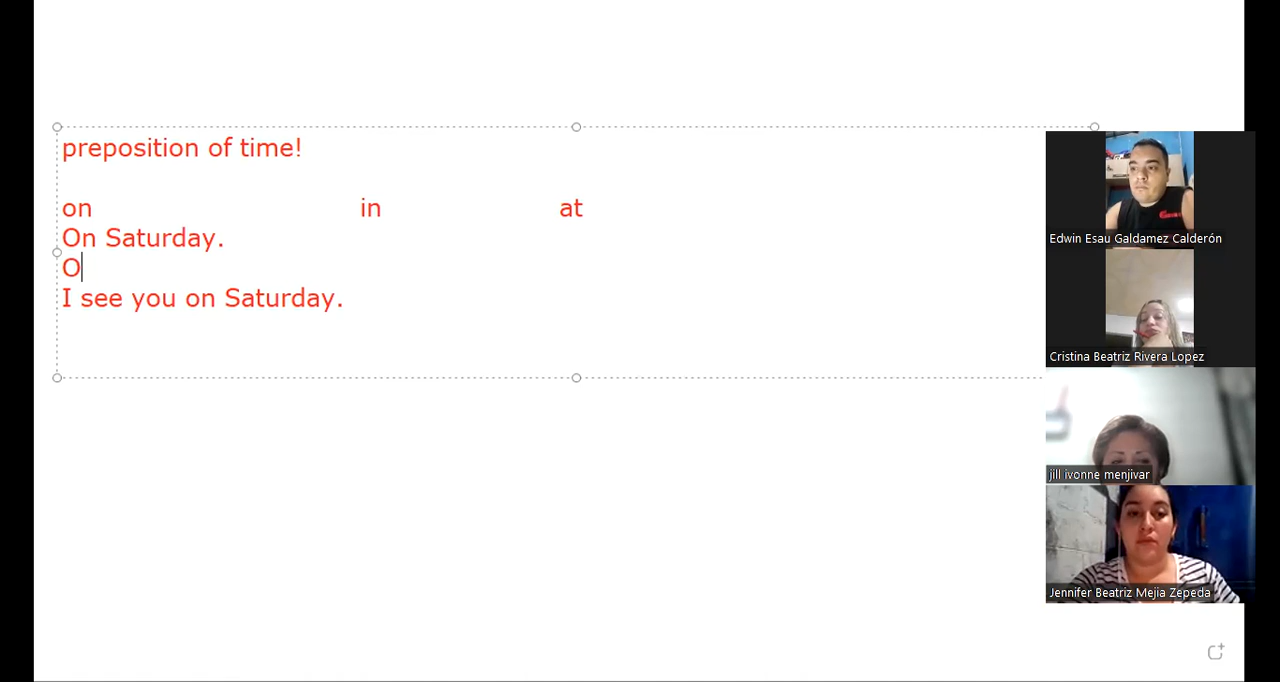 preposition of time!
on in at
On Saturday.
O
I see you on Saturday.
Edwin Esau Galdamez Calderón
Cristina Beatriz Rivera Lopez
jill ivonne menjivar
Jennifer Beatriz Mejia Zepeda